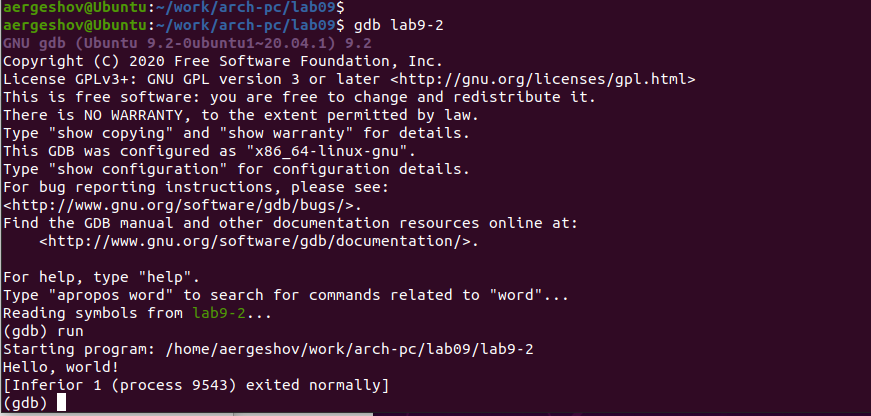 aergeshov@Ubuntu:~/work/arch-pc/lab09$
aergeshov@Ubuntu:~/work/arch-pc/lab09$ gdb lab9-2
GNU gdb (Ubuntu 9.2-0ubuntu1~20.04.1) 9.2
Copyright (C) 2020 Free Software Foundation, Inc.
License GPLv3+: GNU GPL version 3 or later <http://gnu.org/licenses/gpl.html>
This is free software: you are free to change and redistribute it.
There is NO WARRANTY, to the extent permitted by law.
Type "show copying" and "show warranty" for details.
This GDB was configured as "x86_64-linux-gnu".
Type "show configuration" for configuration details.
For bug reporting instructions, please see:
<http://www.gnu.org/software/gdb/bugs/>.
Find the GDB manual and other documentation resources online at:
    <http://www.gnu.org/software/gdb/documentation/>.

For help, type "help".
Type "apropos word" to search for commands related to "word"...
Reading symbols from lab9-2...
(gdb) run
Starting program: /home/aergeshov/work/arch-pc/lab09/lab9-2
Hello, world!
[Inferior 1 (process 9543) exited normally]
(gdb)